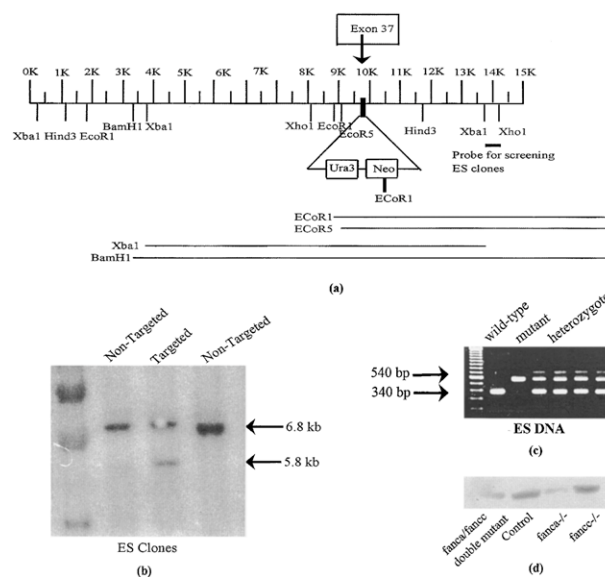 Exon 37
0K 1K 2K 3K 4K 5K 6K 7K 8K 9K 10K 11K 12K 13K 14K 15K
Xba1 Hind3 EcoR1 BamH1 Xba1 Xho1 EcoR1 EcoR5 Hind3 Xba1 Xho1
Probe for screening
ES clones
Ura3 Neo
ECoR1
ECoR1
ECoR5
Xba1
BamH1
(a)
Non-Targeted Targeted Non-Targeted
6.8 kb
5.8 kb
ES Clones
(b)
wild-type mutant heterozygote
540 bp
340 bp
ES DNA
(c)
fanca/fancc
double mutant Control fanca-/- fancc-/-
(d)